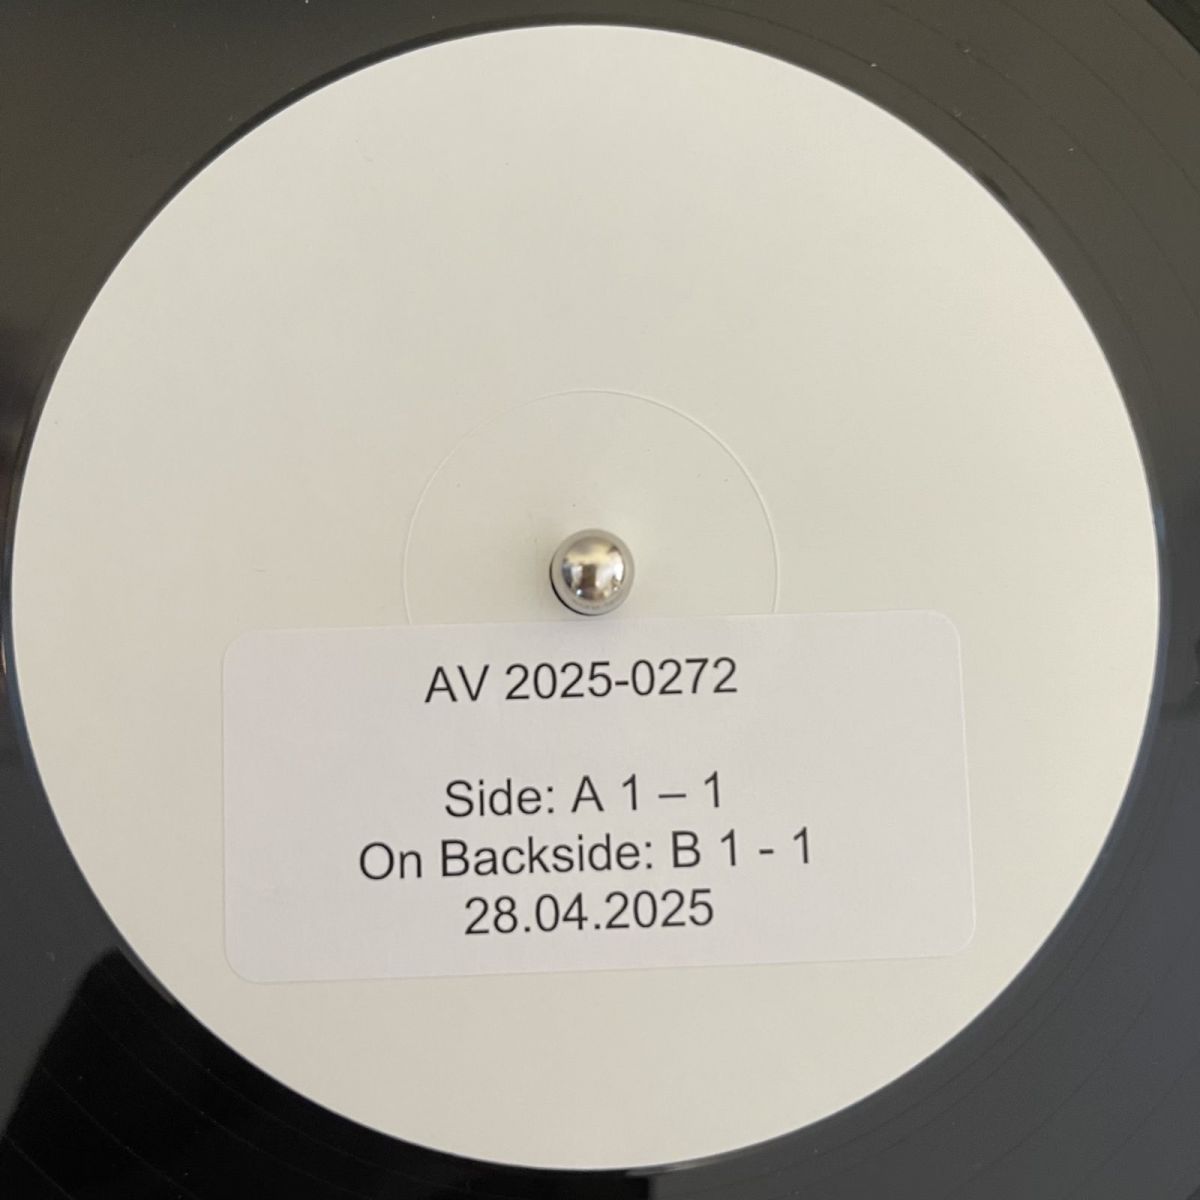 AV 2025-0272
Side: A 1 – 1
On Backside: B 1 - 1
28.04.2025